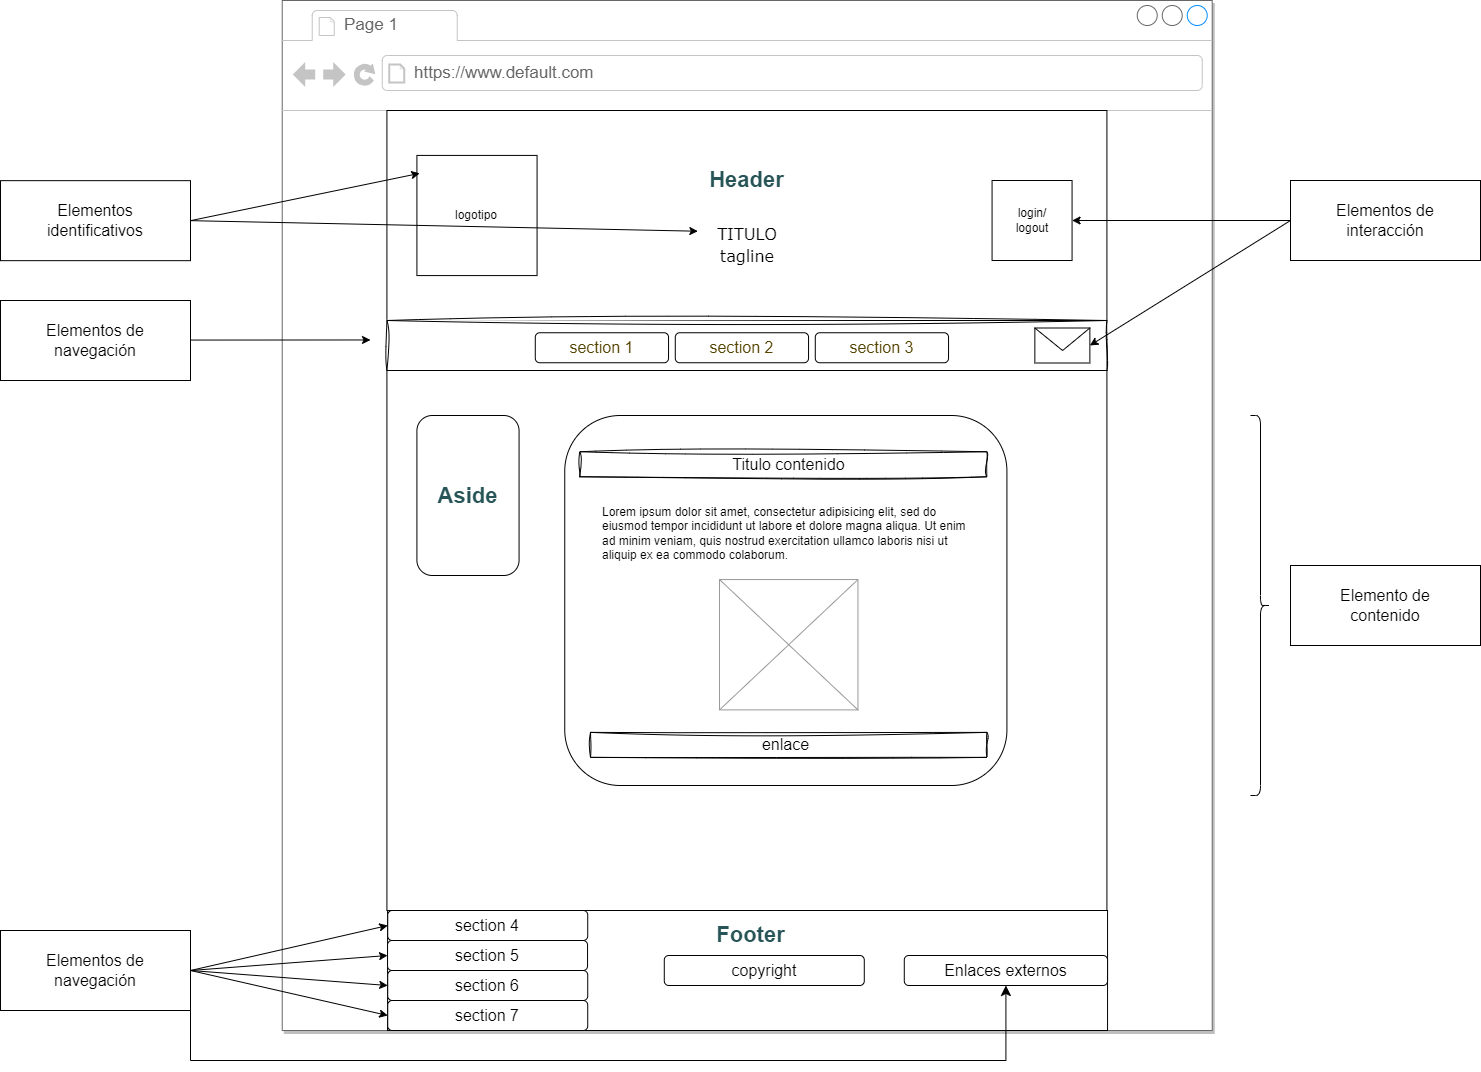 Page 1
https://www.default.com
Header
Elementos
identificativos
logotipo
TITULO
tagline
login/
logout
Elementos de
interacción
Elementos de
navegación
section 1
section 2
section 3
Aside
Titulo contenido
Lorem ipsum dolor sit amet, consectetur adipisicing elit, sed do
eiusmod tempor incididunt ut labore et dolore magna aliqua. Ut enim
ad minim veniam, quis nostrud exercitation ullamco laboris nisi ut
aliquip ex ea commodo colaborum.
Elemento de
contenido
enlace
Elementos de
navegación
section 4
section 5
section 6
section 7
Footer
copyright
Enlaces externos